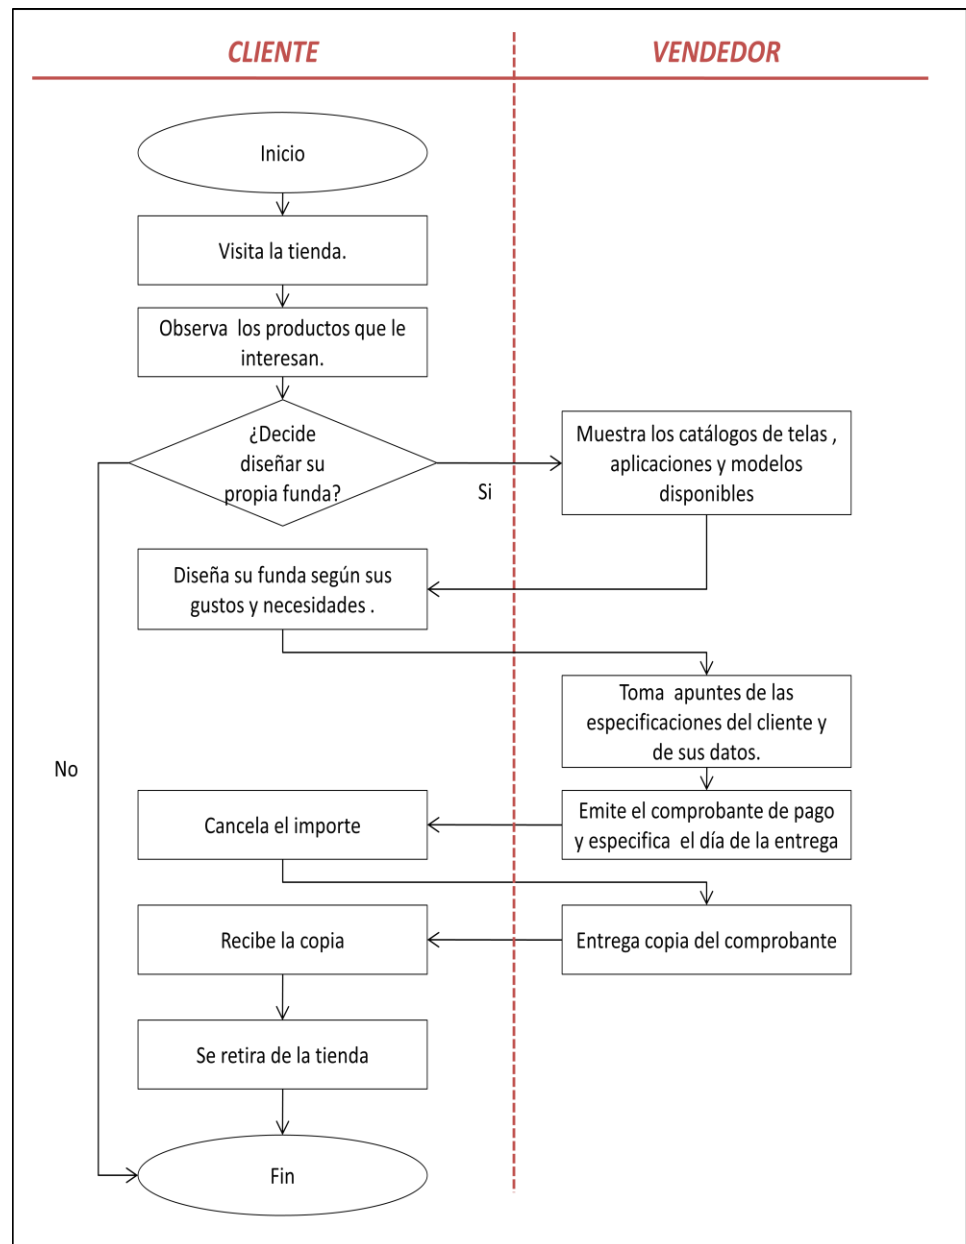 CLIENTE
VENDEDOR
Inicio
Visita la tienda.
Observa los productos que le
interesan.
¿Decide
diseñar su
propia funda?
Si
Muestra los catálogos de telas ,
aplicaciones y modelos
disponibles
Diseña su funda según sus
gustos y necesidades .
Toma apuntes de las
especificaciones del cliente y
de sus datos.
No
Emite el comprobante de pago
y especifica el día de la entrega
Cancela el importe
Entrega copia del comprobante
Recibe la copia
Se retira de la tienda
Fin